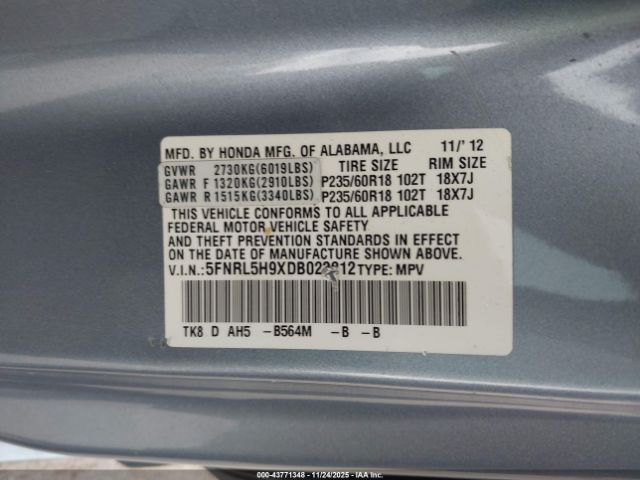 MFD. BY HONDA MFG. OF ALABAMA, LLC 11/'12
GVWR 2730KG(6019LBS) TIRE SIZE RIM SIZE
GAWR F 1320KG(2910LBS) P235/60R18 102T 18X7J
GAWR R 1515KG(3340LBS) P235/60R18 102T 18X7J
THIS VEHICLE CONFORMS TO ALL APPLICABLE
FEDERAL MOTOR VEHICLE SAFETY
AND THEFT PREVENTION STANDARDS IN EFFECT
ON THE DATE OF MANUFACTURE SHOWN ABOVE.
V.I.N.: TYPE: MPV
TK8 D AH5 -B564M -B -B
© - 43771348 - 11/24/2025 - IAAI.COM